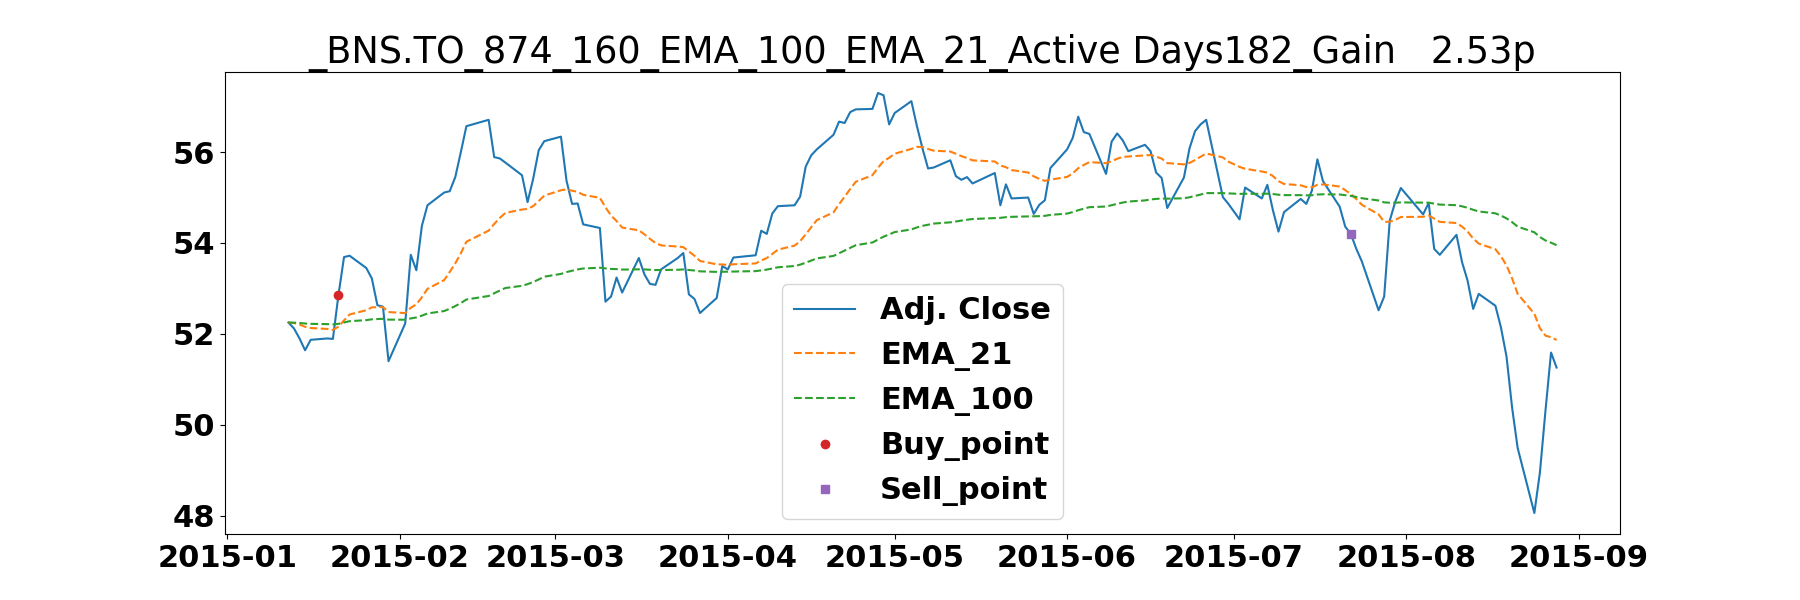 _BNS.TO_874_160_EMA_100_EMA_21_Active Days182_Gain   2.53p
56
54
52
50
48
Adj. Close
EMA_21
EMA_100
Buy_point
Sell_point
2015-01 2015-02 2015-03 2015-04 2015-05 2015-06 2015-07 2015-08 2015-09